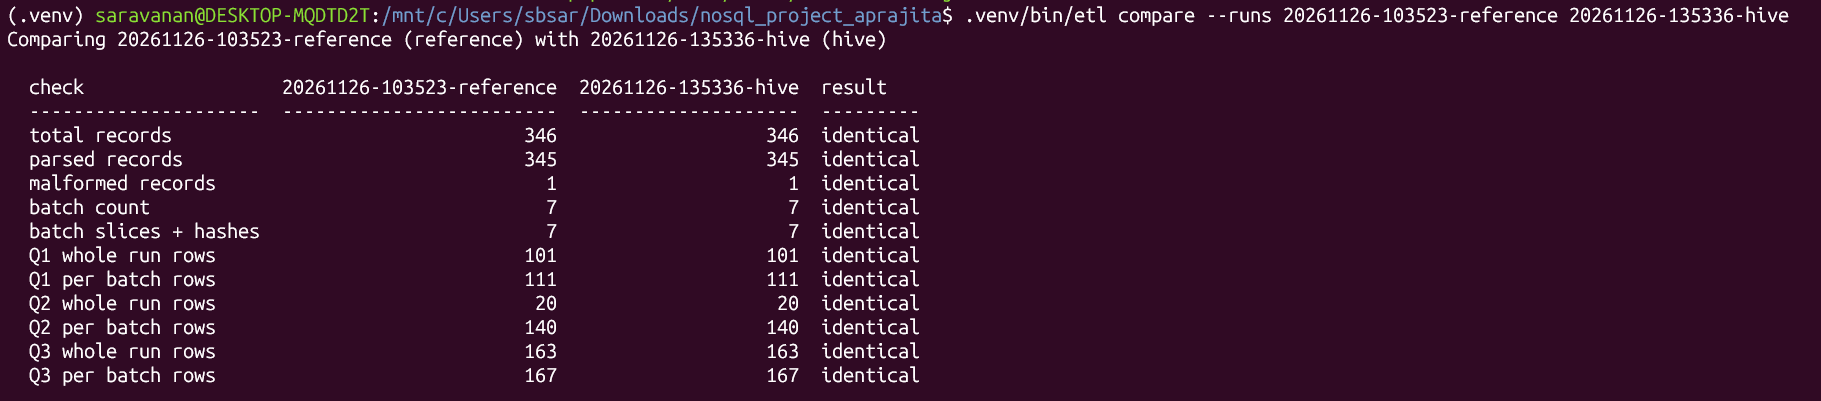 (.venv) saravanan@DESKTOP-MQDTD2T:/mnt/c/Users/sbsar/Downloads/nosql_project_aprajita$ .venv/bin/etl compare --runs 20261126-103523-reference 20261126-135336-hive
Comparing 20261126-103523-reference (reference) with 20261126-135336-hive (hive)
check 20261126-103523-reference 20261126-135336-hive result
--------------------- ------------------------- -------------------- ---------
total records 346 346 identical
parsed records 345 345 identical
malformed records 1 1 identical
batch count 7 7 identical
batch slices + hashes 7 7 identical
Q1 whole run rows 101 101 identical
Q1 per batch rows 111 111 identical
Q2 whole run rows 20 20 identical
Q2 per batch rows 140 140 identical
Q3 whole run rows 163 163 identical
Q3 per batch rows 167 167 identical